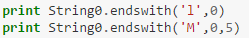 print String0.endswith('l',0)
print String0.endswith('M',0,5)